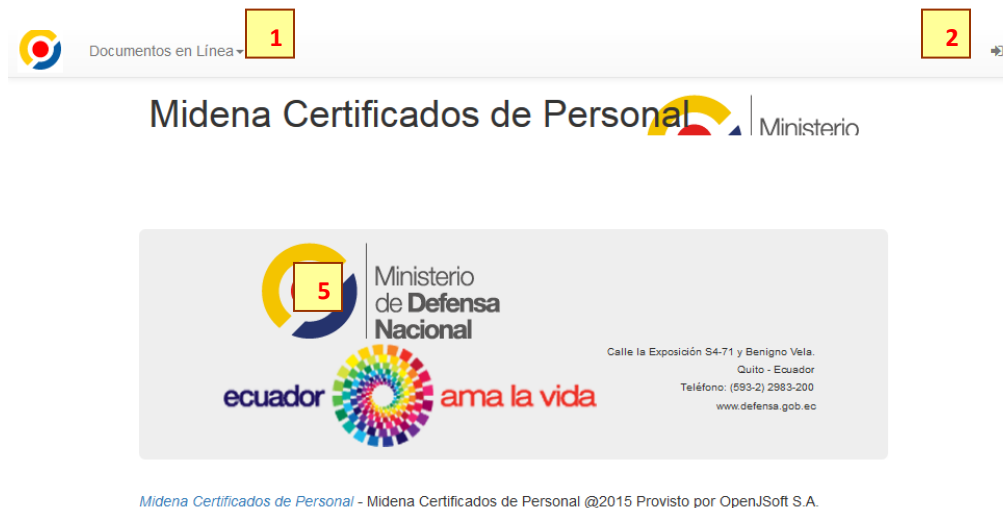 Documentos en Línea
1
2
Midena Certificados de Personal
Ministerio
5
Ministerio
de Defensa
Nacional
ecuador ama la vida
Calle la Exposición S4-71 y Benigno Vela.
Quito - Ecuador
Teléfono: (593-2) 2983-200
www.defensa.gob.ec
Midena Certificados de Personal - Midena Certificados de Personal @2015 Provisto por OpenJSoft S.A.